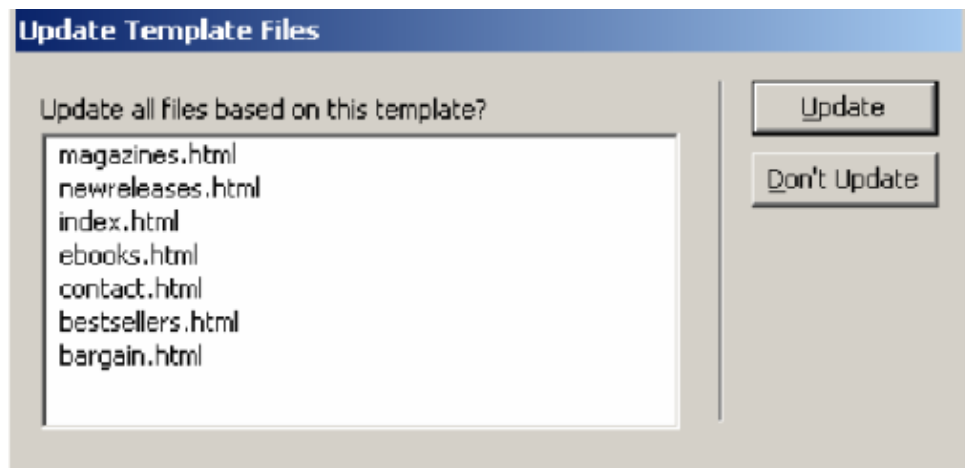 Update Template Files
Update all files based on this template?
magazines.html
newreleases.html
index.html
ebooks.html
contact.html
bestsellers.html
bargain.html
Update
Don't Update